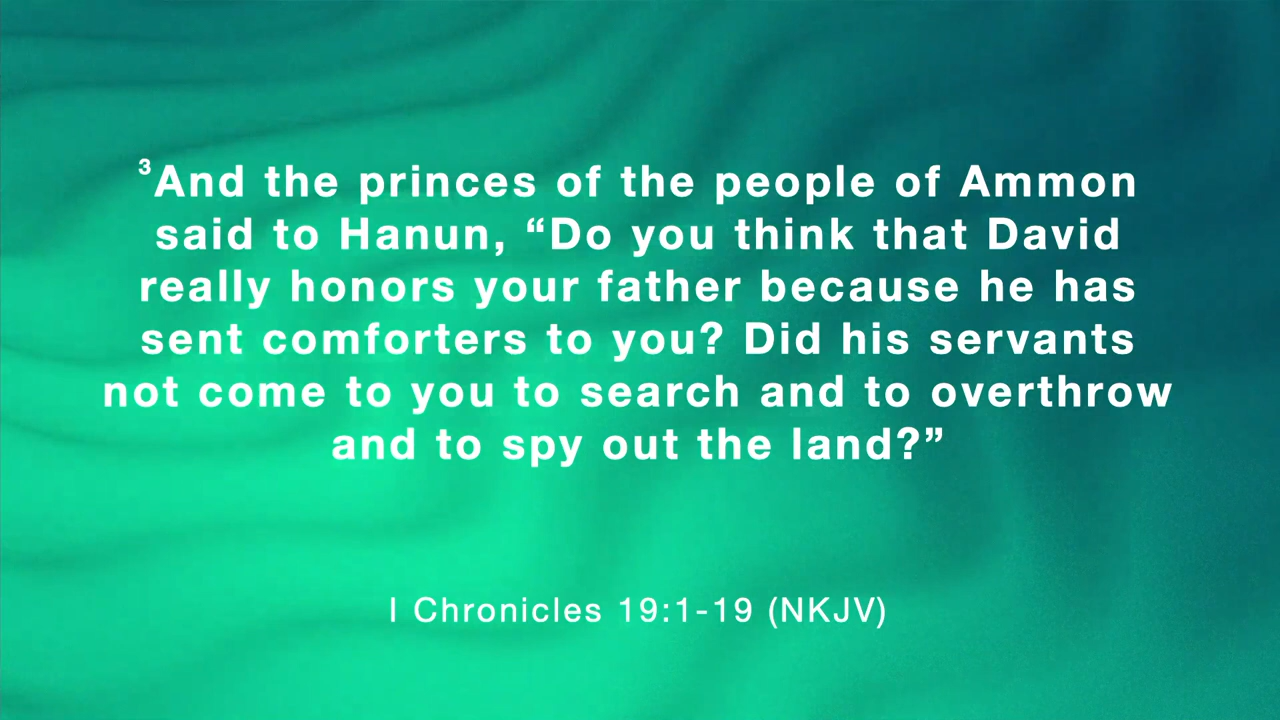 ³And the princes of the people of Ammon
said to Hanun, “Do you think that David
really honors your father because he has
sent comforters to you? Did his servants
not come to you to search and to overthrow
and to spy out the land?”
I Chronicles 19:1-19 (NKJV)